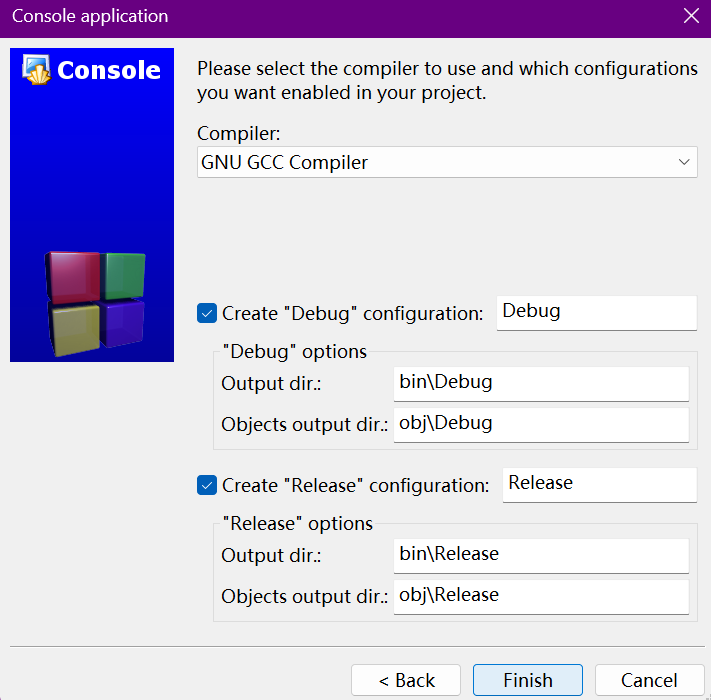 Console application
Console
Please select the compiler to use and which configurations
you want enabled in your project.
Compiler:
GNU GCC Compiler
Create "Debug" configuration: Debug
"Debug" options
Output dir.: bin\Debug
Objects output dir.: obj\Debug
Create "Release" configuration: Release
"Release" options
Output dir.: bin\Release
Objects output dir.: obj\Release
< Back Finish Cancel